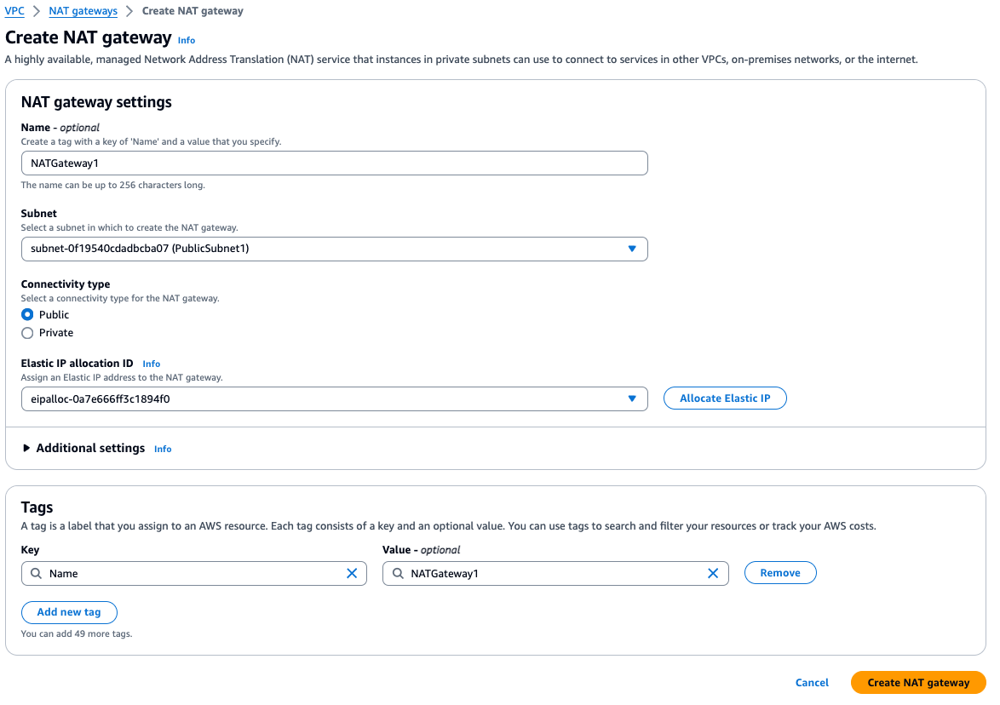 VPC > NAT gateways > Create NAT gateway
Create NAT gateway Info
A highly available, managed Network Address Translation (NAT) service that instances in private subnets can use to connect to services in other VPCs, on-premises networks, or the internet.
NAT gateway settings
Name - optional
Create a tag with a key of 'Name' and a value that you specify.
NATGateway1
The name can be up to 256 characters long.
Subnet
Select a subnet in which to create the NAT gateway.
subnet-0f19540cdadbcba07 (PublicSubnet1)
Connectivity type
Select a connectivity type for the NAT gateway.
Public
Private
Elastic IP allocation ID Info
Assign an Elastic IP address to the NAT gateway.
eipalloc-0a7e666ff3c1894f0 Allocate Elastic IP
Additional settings Info
Tags
A tag is a label that you assign to an AWS resource. Each tag consists of a key and an optional value. You can use tags to search and filter your resources or track your AWS costs.
Key Value - optional
Name NATGateway1 Remove
Add new tag
You can add 49 more tags.
Cancel Create NAT gateway